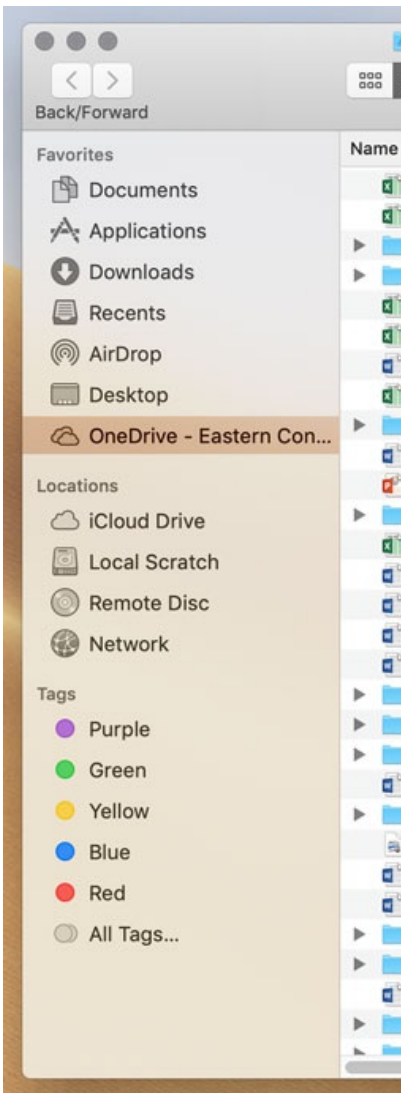 Back/Forward
Favorites
Name
Documents
Applications
Downloads
Recents
AirDrop
Desktop
OneDrive - Eastern Con...
Locations
iCloud Drive
Local Scratch
Remote Disc
Network
Tags
Purple
Green
Yellow
Blue
Red
All Tags...